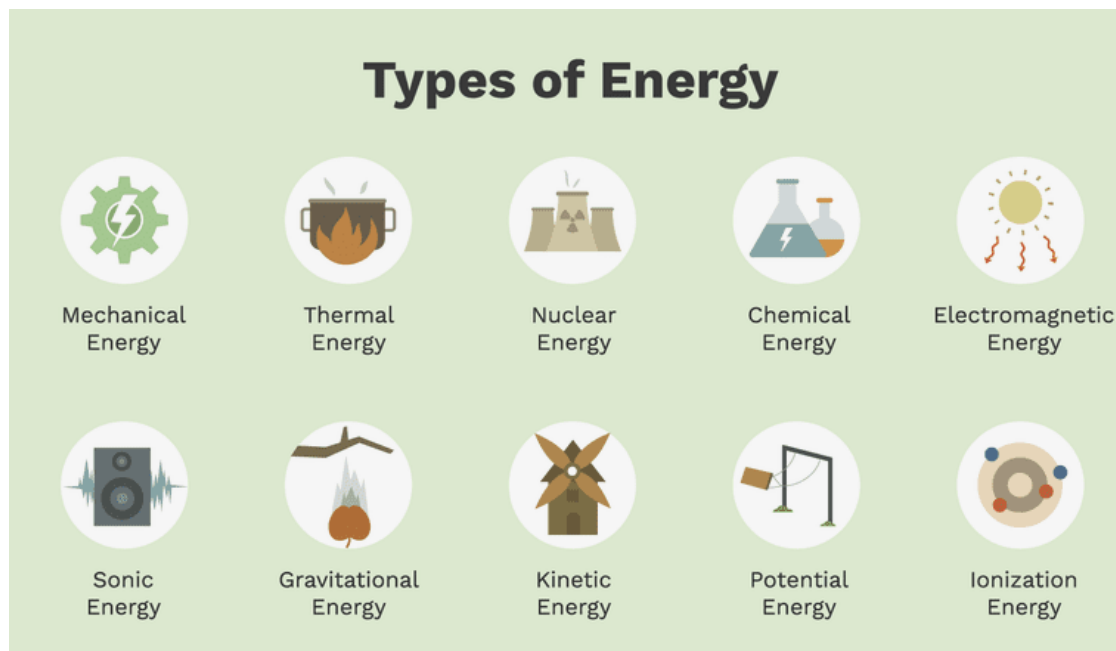 Types of Energy
Mechanical
Energy
Thermal
Energy
Nuclear
Energy
Chemical
Energy
Electromagnetic
Energy
Sonic
Energy
Gravitational
Energy
Kinetic
Energy
Potential
Energy
Ionization
Energy